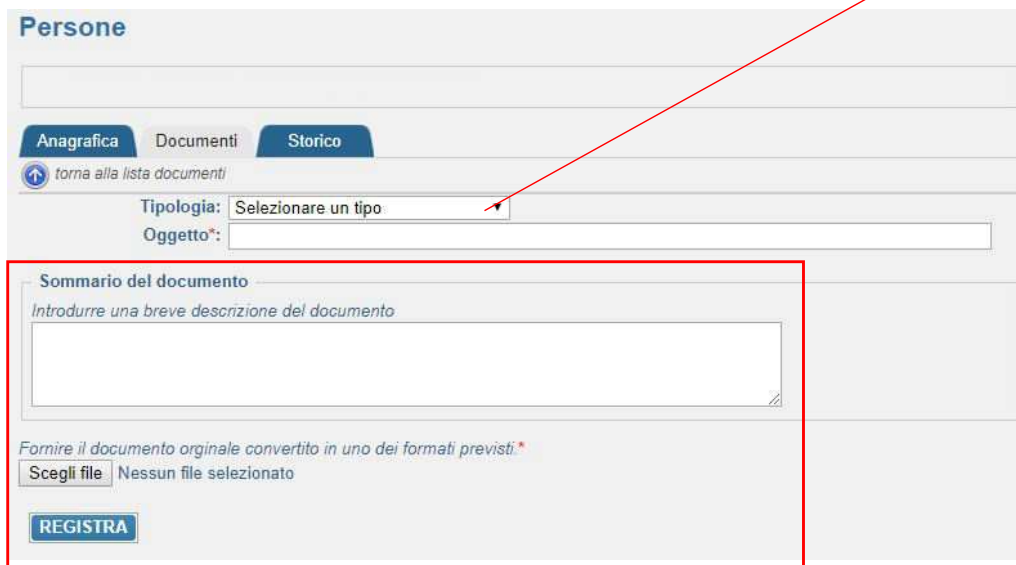 Persone
Anagrafica Documenti Storico
torna alla lista documenti
Tipologia: Selezionare un tipo
Oggetto*:
Sommario del documento
Introdurre una breve descrizione del documento
Fornire il documento orginale convertito in uno dei formati previsti.*
Scegli file Nessun file selezionato
REGISTRA